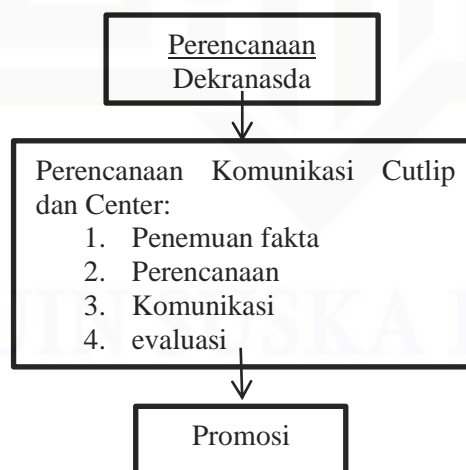 Perencanaan
Dekranasda
Perencanaan Komunikasi Cutlip
dan Center:
1. Penemuan fakta
2. Perencanaan
3. Komunikasi
4. evaluasi
Promosi